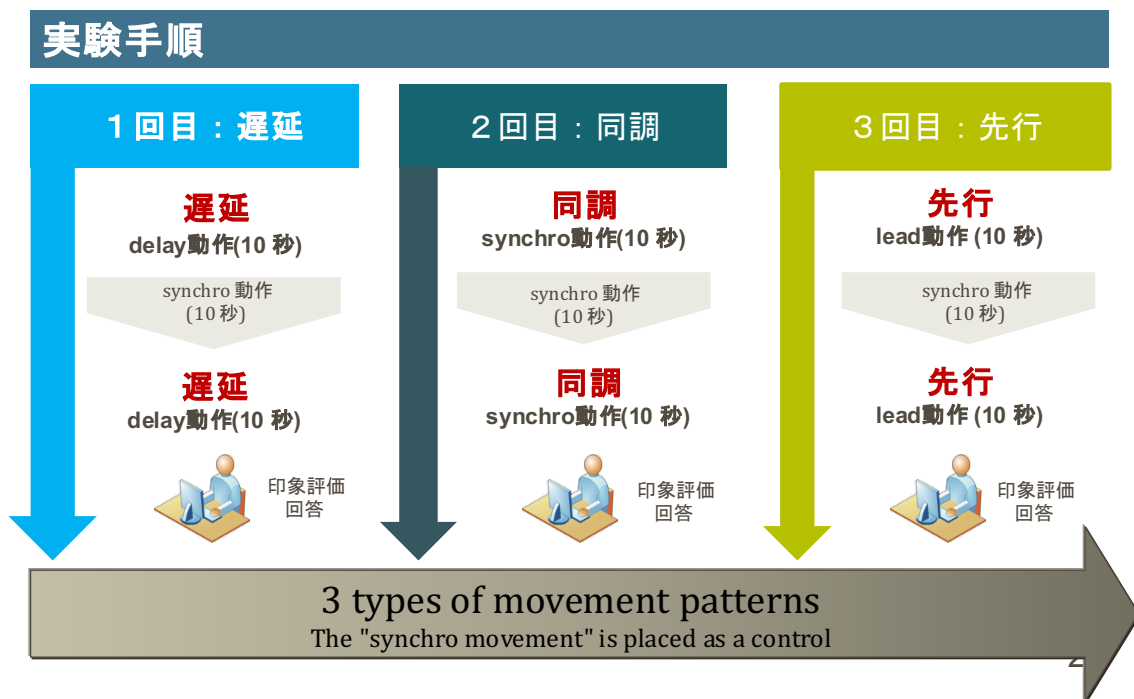 実験手順
1回目：遅延
遅延
delay動作(10 秒)
synchro 動作
(10 秒)
遅延
delay動作(10 秒)
印象評価
回答
2回目：同調
同調
synchro動作(10 秒)
synchro 動作
(10 秒)
同調
synchro動作(10 秒)
印象評価
回答
3回目：先行
先行
lead動作 (10 秒)
synchro 動作
(10 秒)
先行
lead動作 (10 秒)
印象評価
回答
3 types of movement patterns
The "synchro movement" is placed as a control